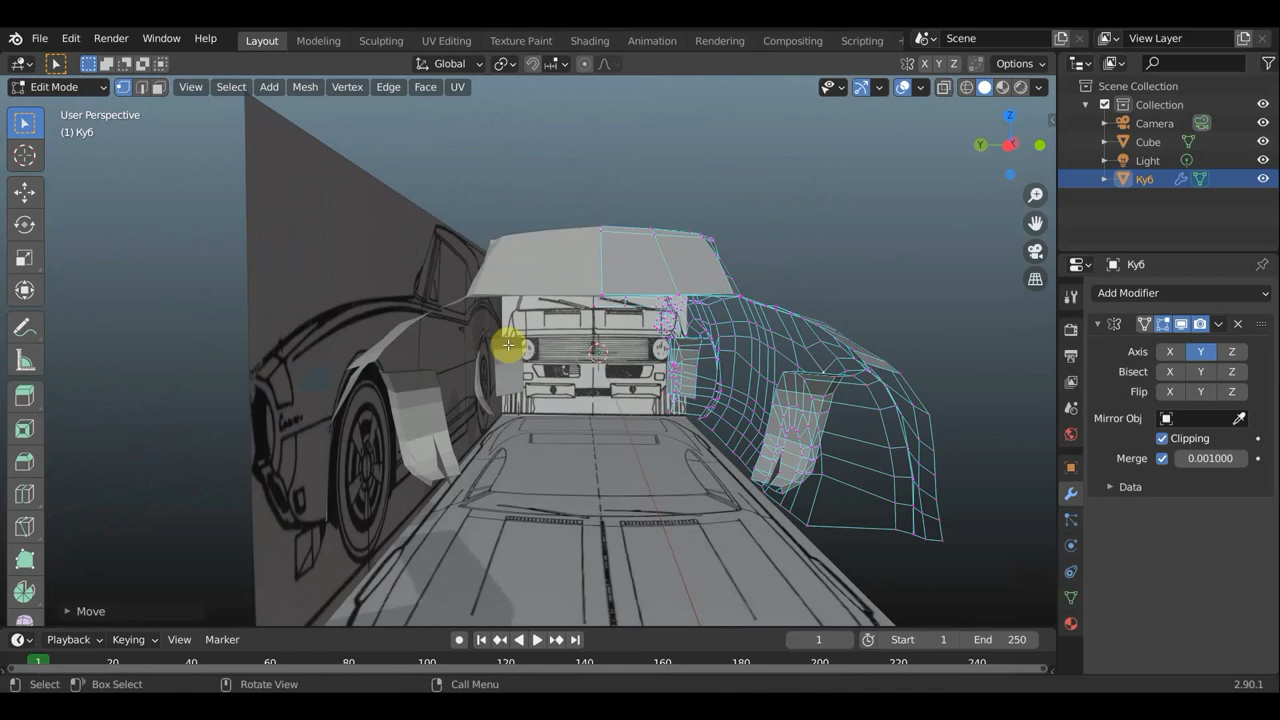 File Edit Render Window Help Layout Modeling Sculpting UV Editing Texture Paint Shading Animation Rendering Compositing Scripting + Scene View Layer
Global X Y Z Options
Edit Mode View Select Add Mesh Vertex Edge Face UV
User Perspective
(1) Куб
Z
Y
X
Move
Scene Collection
Collection
Camera
Cube
Light
Куб
Куб
Add Modifier
Axis X Y Z
Bisect X Y Z
Flip X Y Z
Mirror Obj
Clipping
Merge 0.001000
Data
Playback Keying View Marker 1 Start 1 End 250
1 20 40 60 80 100 120 140 160 180 200 220 240
Select Box Select Rotate View Call Menu 2.90.1